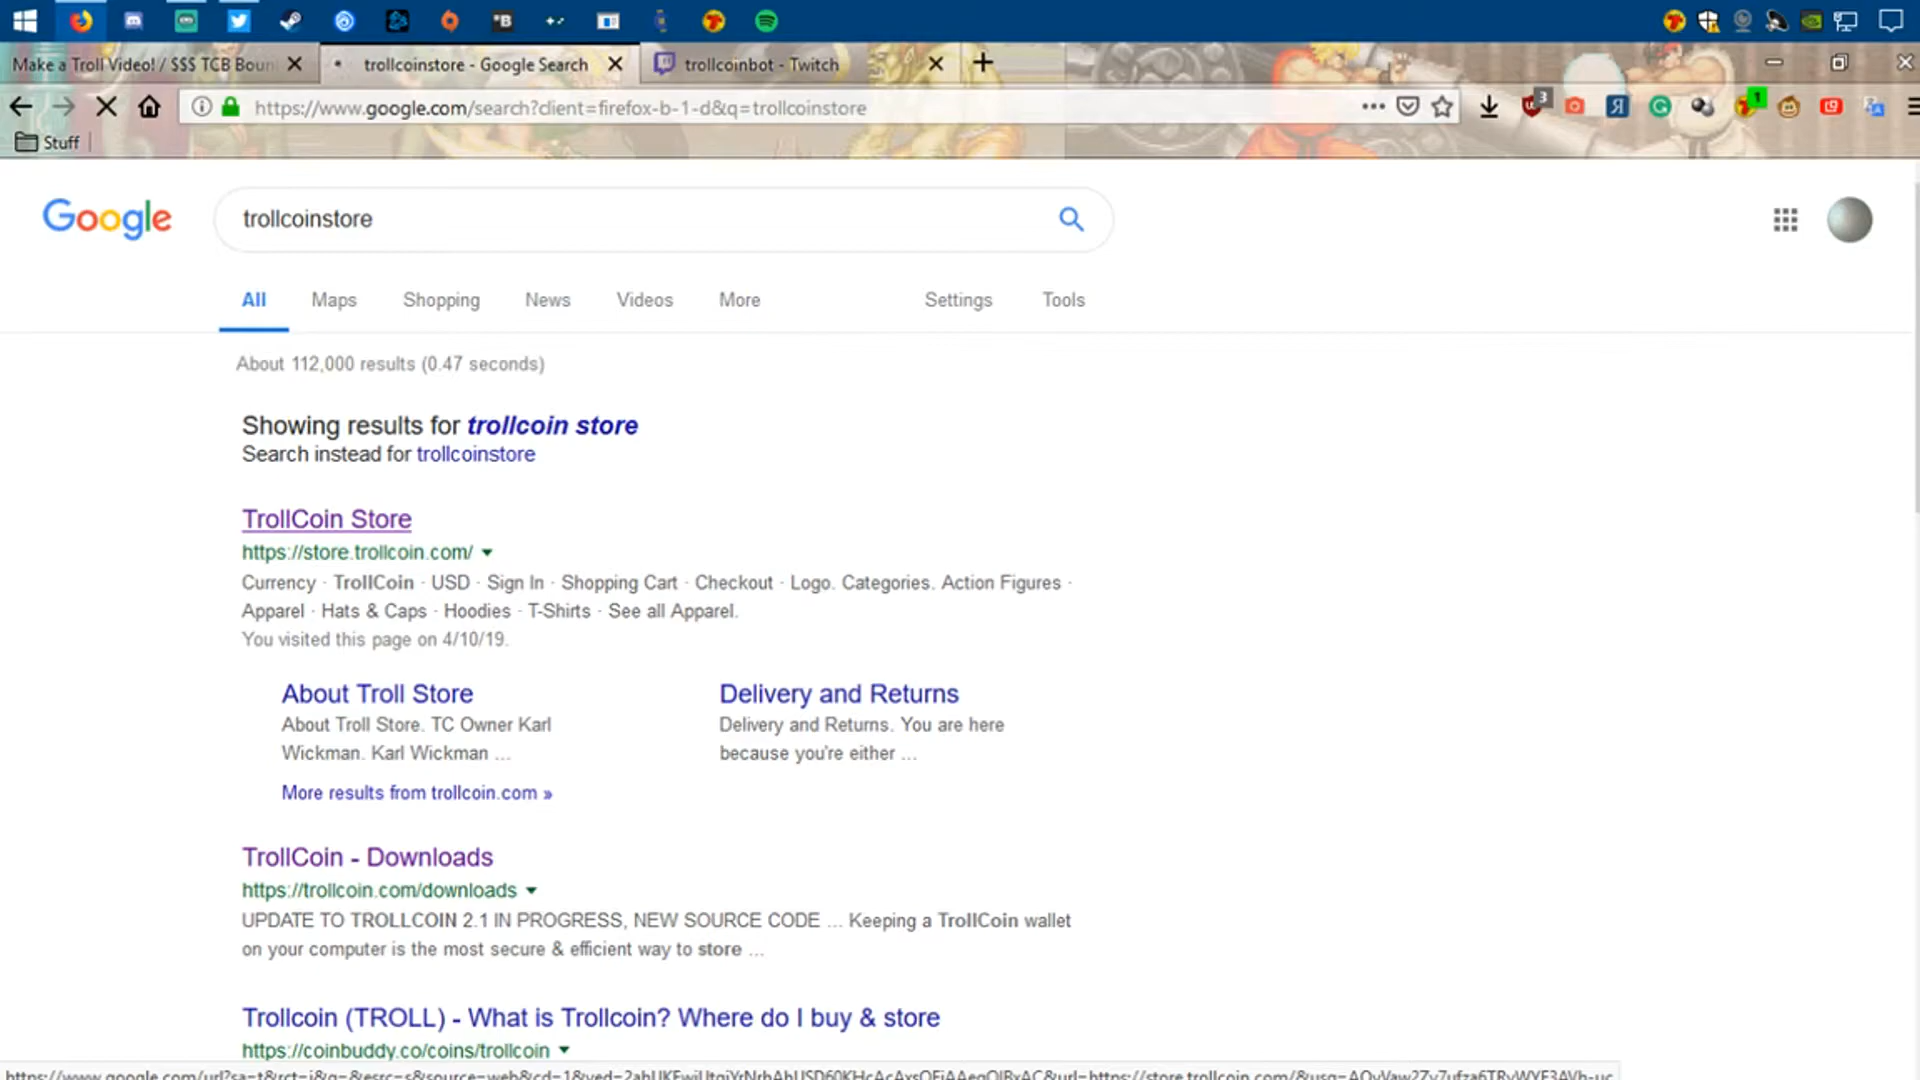 Make a Troll Video! / $$$ TCB Boun
trollcoinstore - Google Search
trollcoinbot - Twitch
https://www.google.com/search?client=firefox-b-1-d&q=trollcoinstore
3
1
Stuff
Google
trollcoinstore
All Maps Shopping News Videos More Settings Tools
About 112,000 results (0.47 seconds)
Showing results for trollcoin store
Search instead for trollcoinstore
TrollCoin Store
https://store.trollcoin.com/
Currency · TrollCoin · USD · Sign In · Shopping Cart · Checkout · Logo. Categories. Action Figures ·
Apparel · Hats & Caps · Hoodies · T-Shirts · See all Apparel.
You visited this page on 4/10/19.
About Troll Store
About Troll Store. TC Owner Karl
Wickman. Karl Wickman ...
Delivery and Returns
Delivery and Returns. You are here
because you're either ...
More results from trollcoin.com »
TrollCoin - Downloads
https://trollcoin.com/downloads
UPDATE TO TROLLCOIN 2.1 IN PROGRESS, NEW SOURCE CODE ... Keeping a TrollCoin wallet
on your computer is the most secure & efficient way to store ...
Trollcoin (TROLL) - What is Trollcoin? Where do I buy & store
https://coinbuddy.co/coins/trollcoin